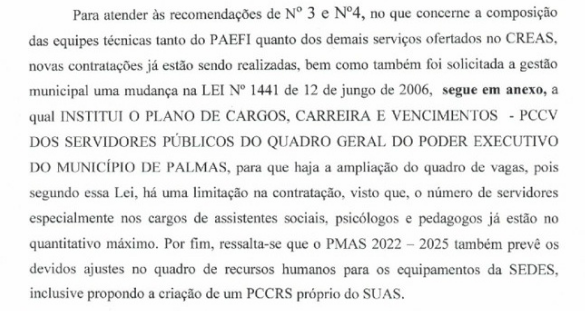 Para atender às recomendações de Nº 3 e Nº4, no que concerne a composição
das equipes técnicas tanto do PAEFI quanto dos demais serviços ofertados no CREAS,
novas contratações já estão sendo realizadas, bem como também foi solicitada a gestão
municipal uma mudança na LEI Nº 1441 de 12 de jungo de 2006, segue em anexo, a
qual INSTITUI O PLANO DE CARGOS, CARREIRA E VENCIMENTOS - PCCV
DOS SERVIDORES PÚBLICOS DO QUADRO GERAL DO PODER EXECUTIVO
DO MUNICÍPIO DE PALMAS, para que haja a ampliação do quadro de vagas, pois
segundo essa Lei, há uma limitação na contratação, visto que, o número de servidores
especialmente nos cargos de assistentes sociais, psicólogos e pedagogos já estão no
quantitativo máximo. Por fim, ressalta-se que o PMAS 2022 – 2025 também prevê os
devidos ajustes no quadro de recursos humanos para os equipamentos da SEDES,
inclusive propondo a criação de um PCCRS próprio do SUAS.